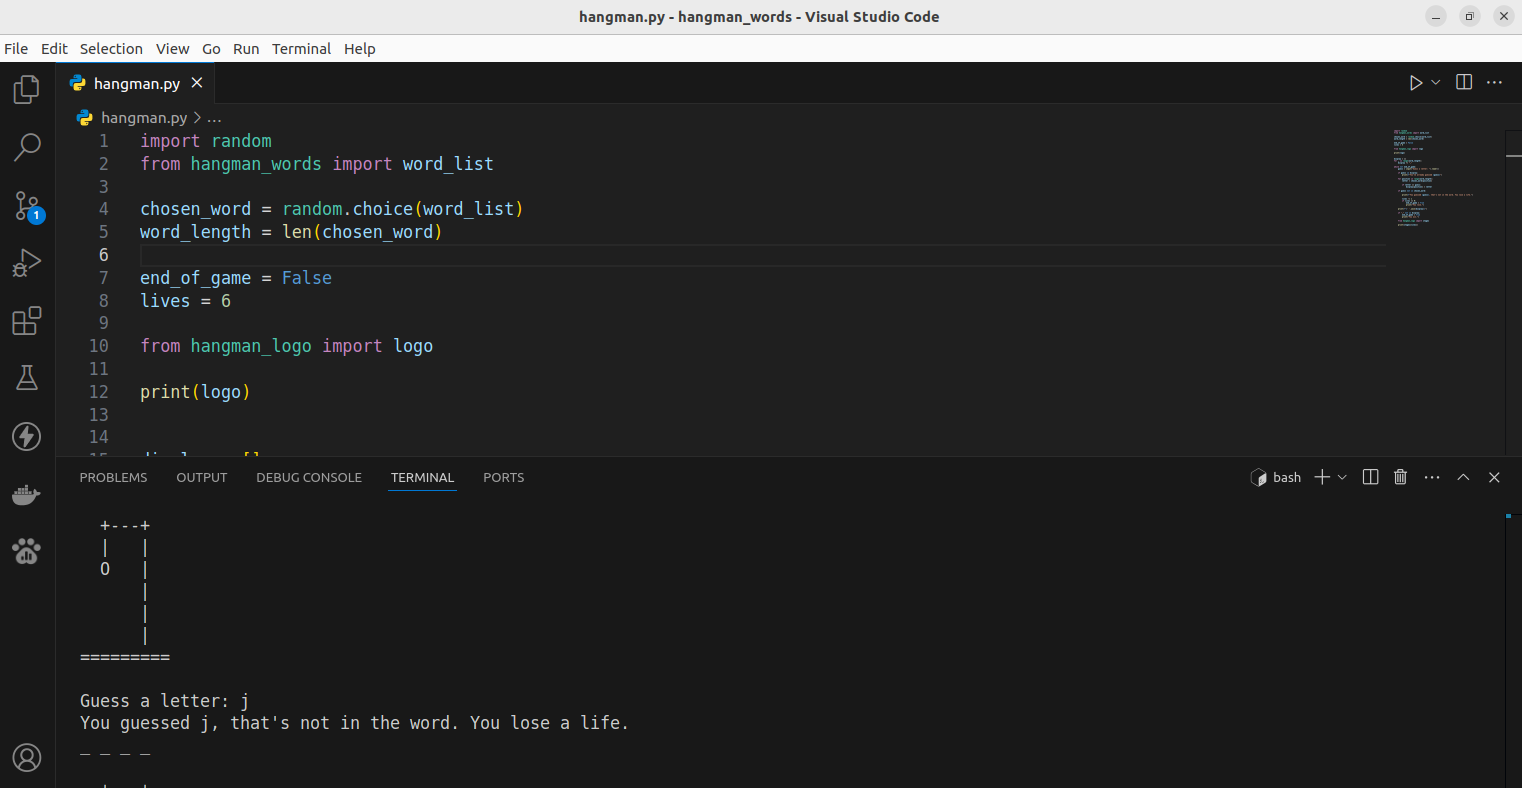 hangman.py - hangman_words - Visual Studio Code
File Edit Selection View Go Run Terminal Help
hangman.py
hangman.py > ...
1 import random
2 from hangman_words import word_list
3
4 chosen_word = random.choice(word_list)
5 word_length = len(chosen_word)
6
7 end_of_game = False
8 lives = 6
9
10 from hangman_logo import logo
11
12 print(logo)
13
14
1
PROBLEMS OUTPUT DEBUG CONSOLE TERMINAL PORTS
bash
+---+
|   |
O   |
    |
    |
    |
=========
Guess a letter: j
You guessed j, that's not in the word. You lose a life.
_ _ _ _